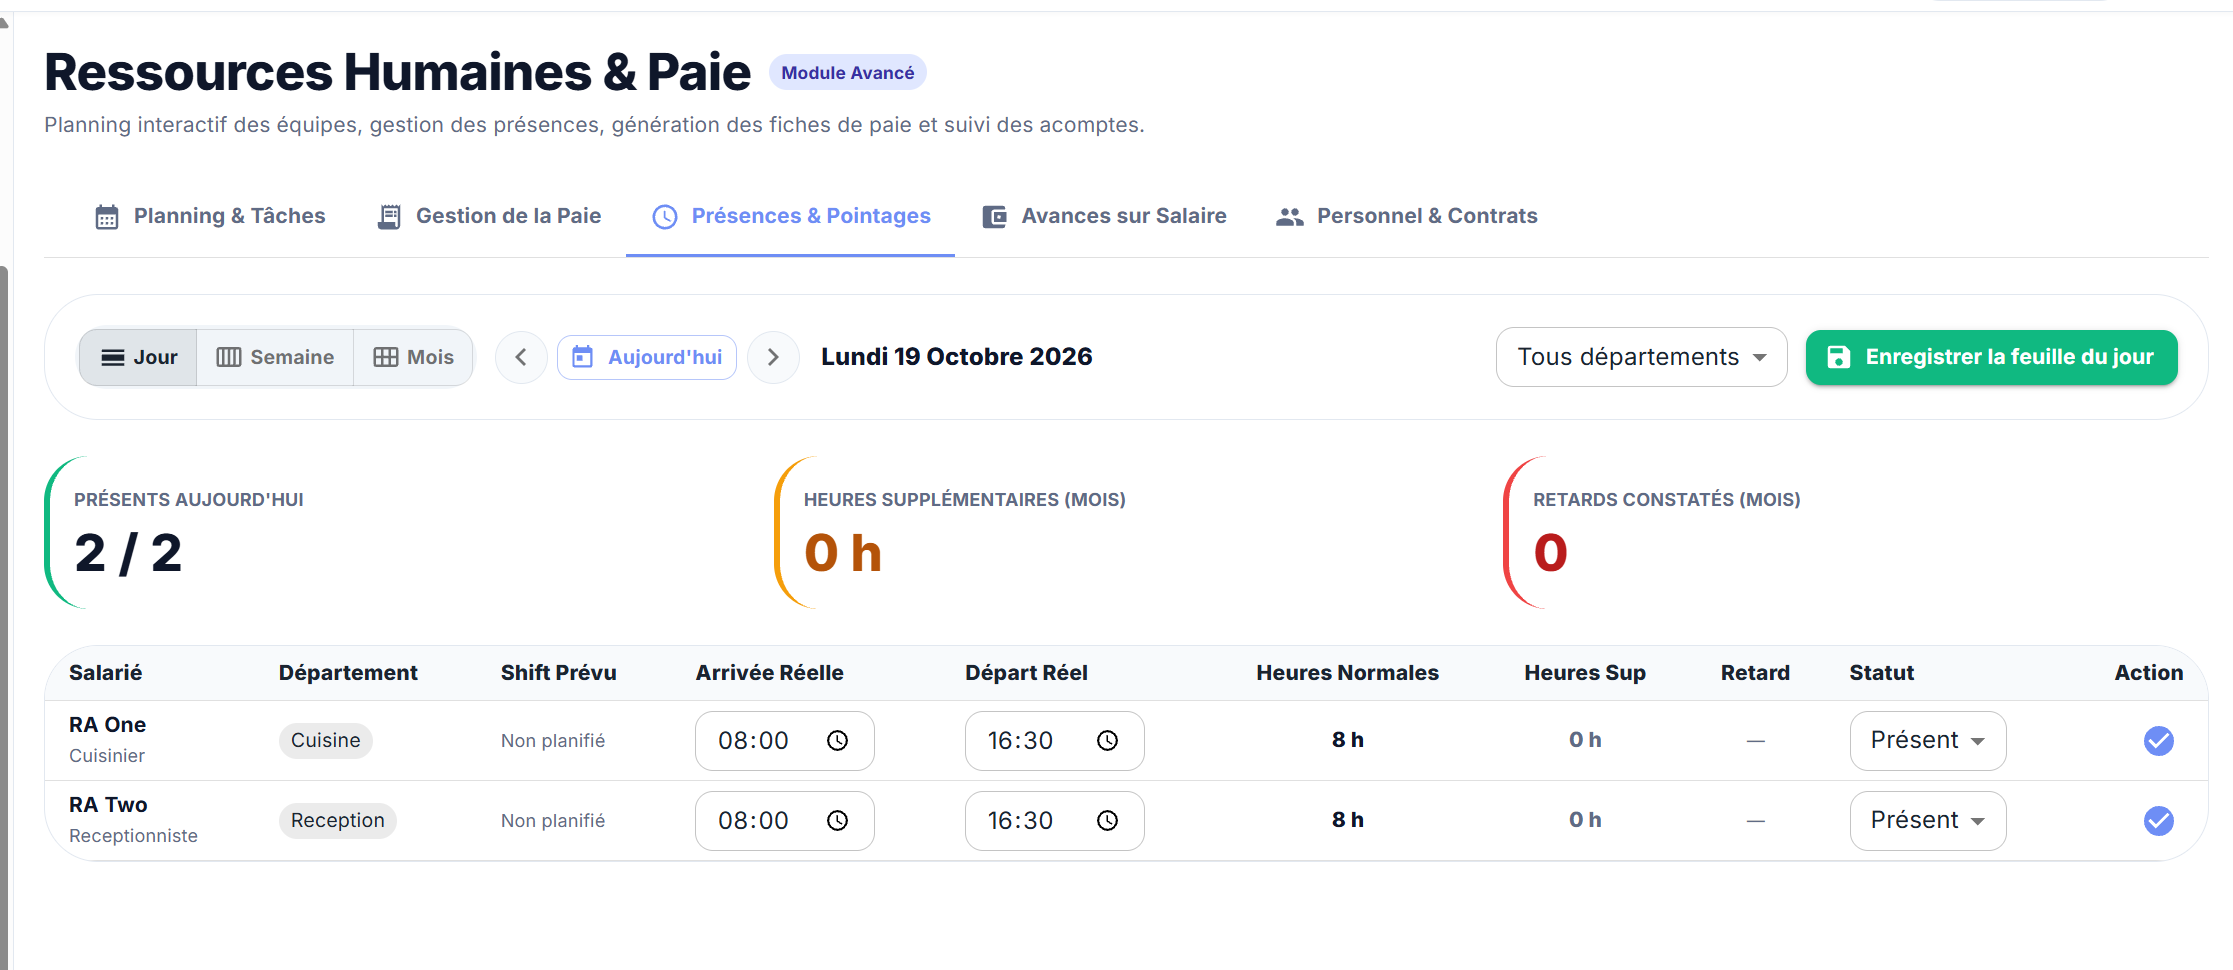 Ressources Humaines & Paie Module Avancé
Planning interactif des équipes, gestion des présences, génération des fiches de paie et suivi des acomptes.
Planning & Tâches Gestion de la Paie Présences & Pointages Avances sur Salaire Personnel & Contrats
Jour Semaine Mois Aujourd'hui Lundi 19 Octobre 2026 Tous départements Enregistrer la feuille du jour
PRÉSENTS AUJOURD'HUI HEURES SUPPLÉMENTAIRES (MOIS) RETARDS CONSTATÉS (MOIS)
2 / 2 0 h 0
Salarié Département Shift Prévu Arrivée Réelle Départ Réel Heures Normales Heures Sup Retard Statut Action
RA One
Cuisinier Cuisine Non planifié 08:00 16:30 8 h 0 h — Présent
RA Two
Receptionniste Reception Non planifié 08:00 16:30 8 h 0 h — Présent